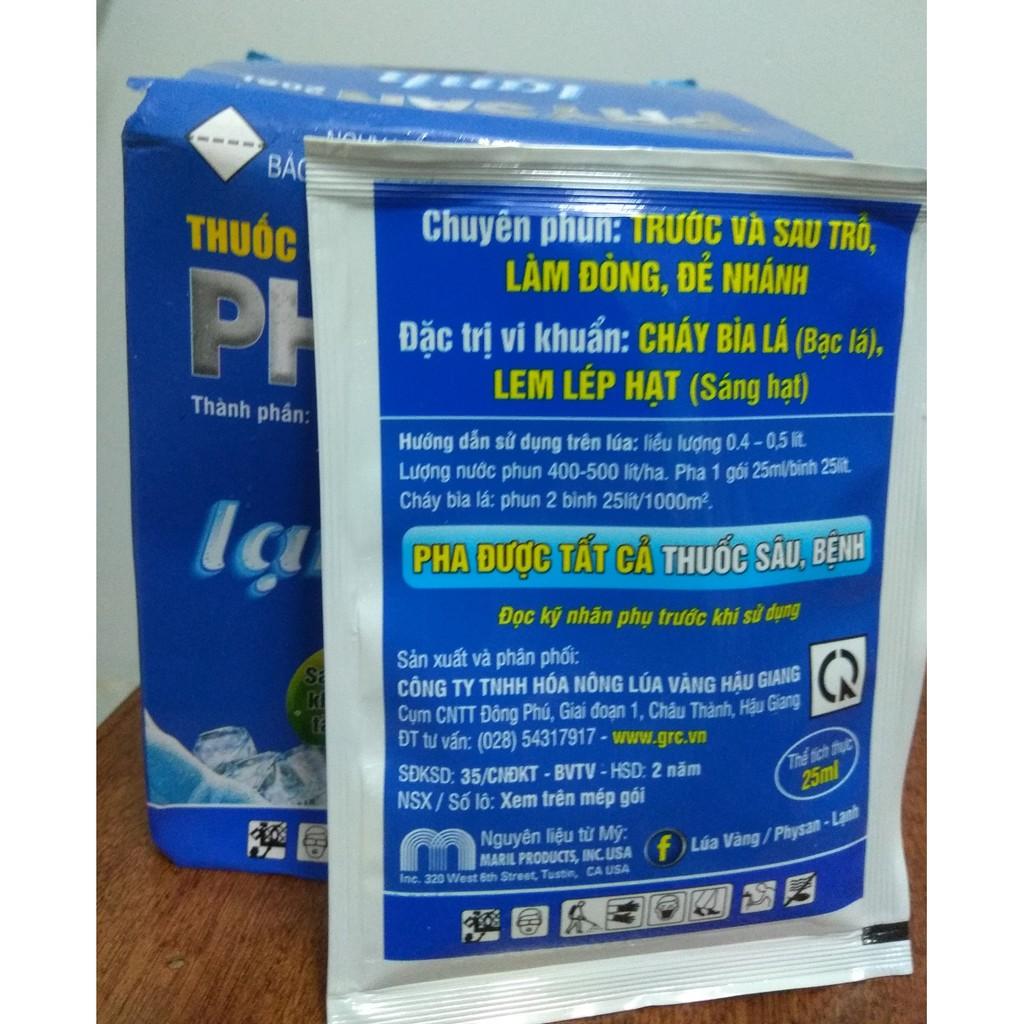 lạnh
PHYSAN
BẢO
THUỐC
PH
Thành phần:
Chuyên phun: TRƯỚC VÀ SAU TRỔ,
LÀM ĐÒNG, ĐẺ NHÁNH
Đặc trị vi khuẩn: CHÁY BÌA LÁ (Bạc lá),
LEM LÉP HẠT (Sáng hạt)
Hướng dẫn sử dụng trên lúa: liều lượng 0.4 – 0,5 lít.
Lượng nước phun 400-500 lít/ha. Pha 1 gói 25ml/bình 25lít.
Cháy bìa lá: phun 2 bình 25lít/1000m².
PHA ĐƯỢC TẤT CẢ THUỐC SÂU, BỆNH
Đọc kỹ nhãn phụ trước khi sử dụng
Sản xuất và phân phối:
CÔNG TY TNHH HÓA NÔNG LÚA VÀNG HẬU GIANG
Cụm CNTT Đông Phú, Giai đoạn 1, Châu Thành, Hậu Giang
ĐT tư vấn: (028) 54317917 - www.grc.vn
SĐKSD: 35/CNĐKT - BVTV - HSD: 2 năm
NSX / Số lô: Xem trên mép gói
Thể tích thực
25ml
Nguyên liệu từ Mỹ:
MARIL PRODUCTS, INC. USA
Inc. 320 West 6th Street, Tustin, CA USA
f Lúa Vàng / Physan - Lạnh